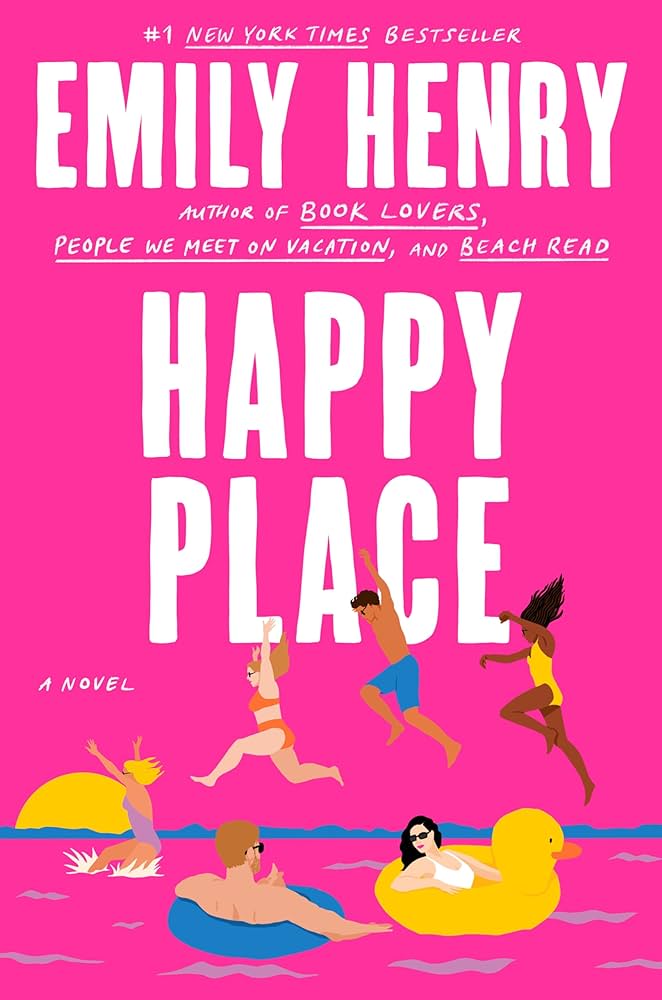 #1 NEW YORK TIMES BESTSELLER
EMILY HENRY
AUTHOR OF BOOK LOVERS,
PEOPLE WE MEET ON VACATION, AND BEACH READ
HAPPY
PLACE
A NOVEL